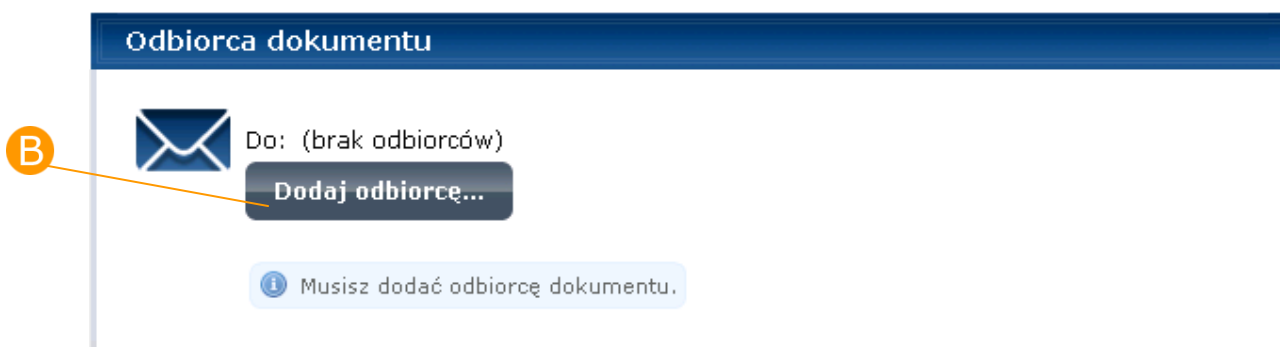 Odbiorca dokumentu
B
Do: (brak odbiorców)
Dodaj odbiorcę...
Musisz dodać odbiorcę dokumentu.